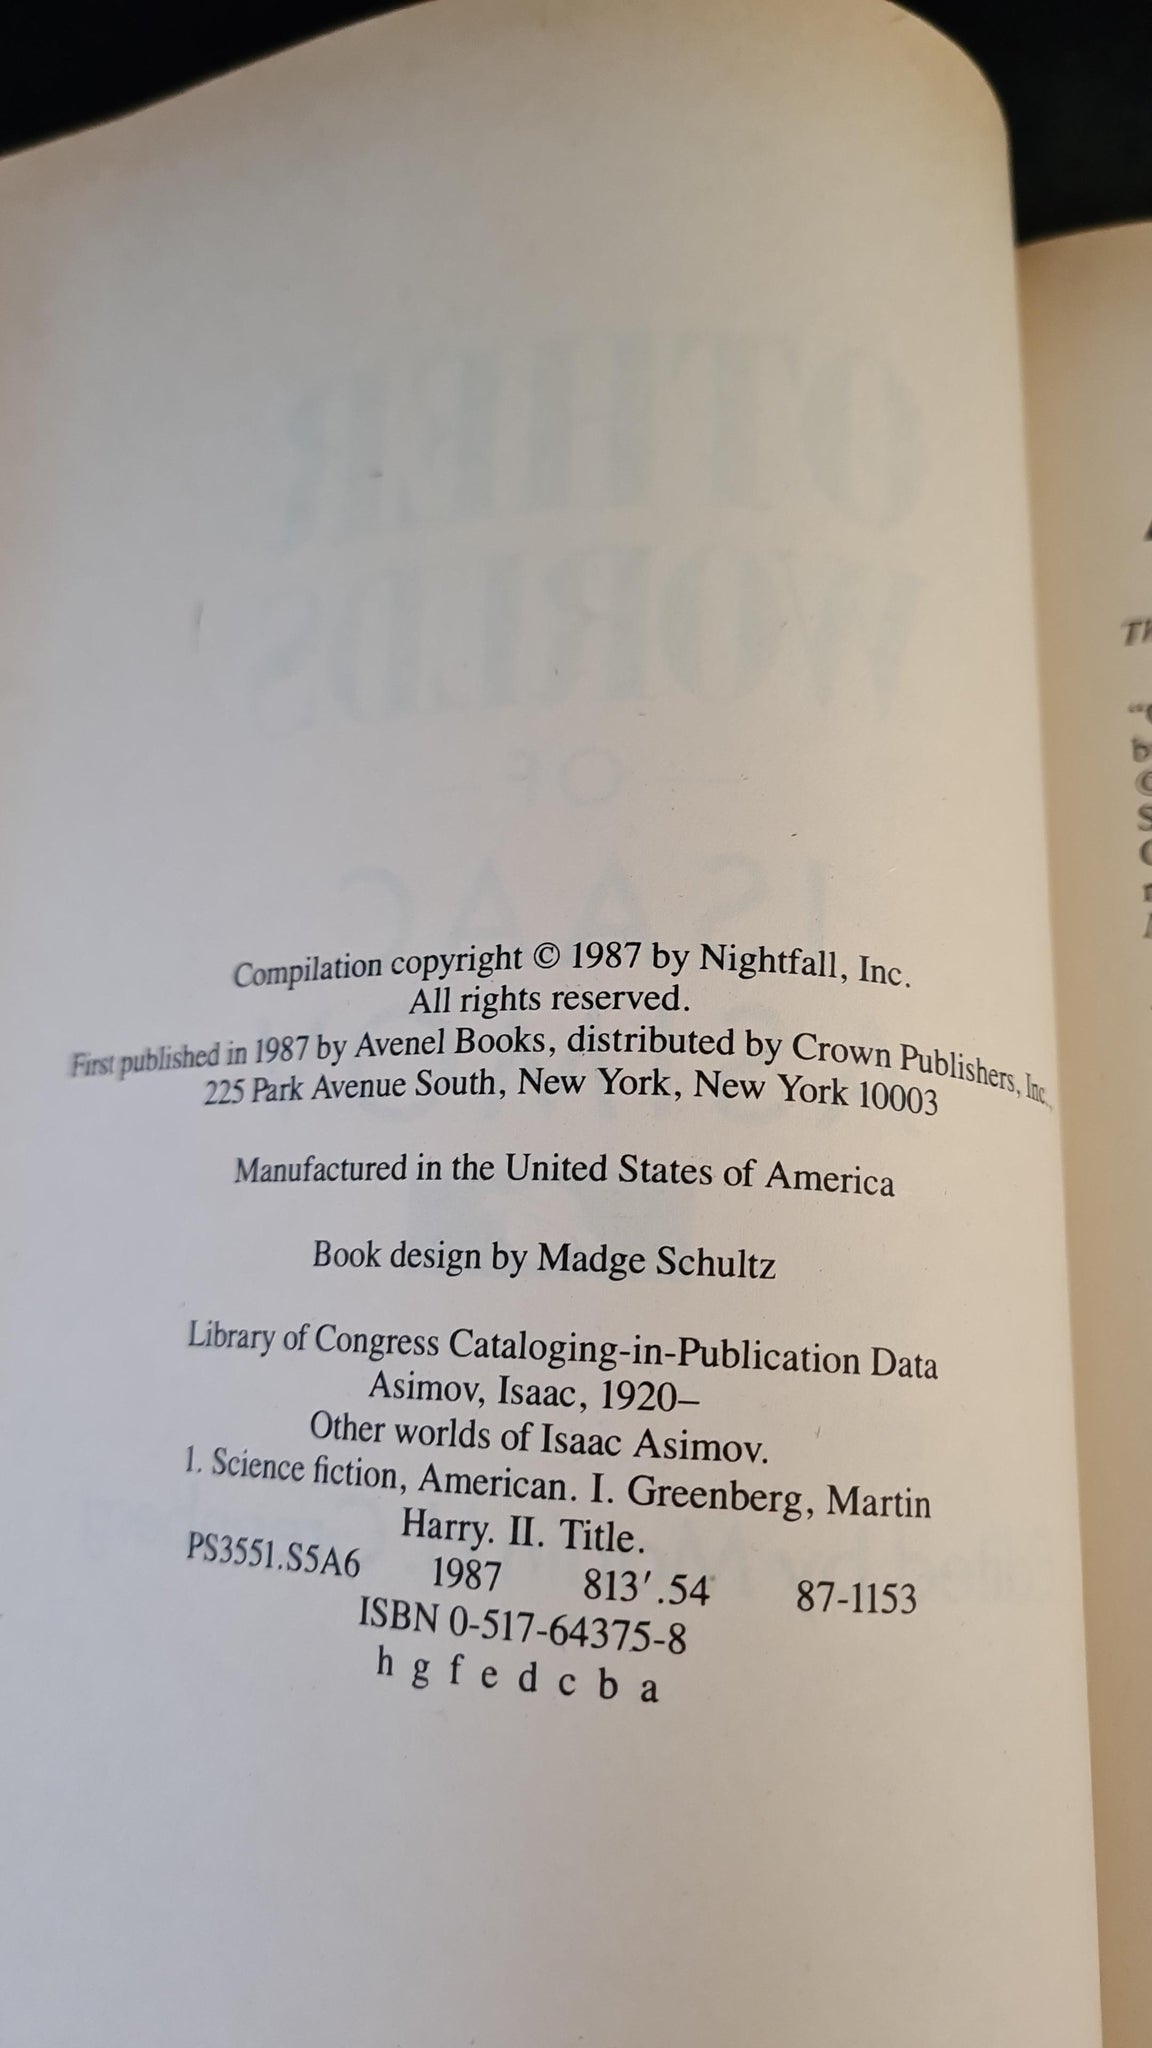 OTHER
WORLDS
OF
ISAAC
Compilation copyright © 1987 by Nightfall, Inc.
All rights reserved.
First published in 1987 by Avenel Books, distributed by Crown Publishers, Inc.,
225 Park Avenue South, New York, New York 10003
Manufactured in the United States of America
Book design by Madge Schultz
Library of Congress Cataloging-in-Publication Data
Asimov, Isaac, 1920–
Other worlds of Isaac Asimov.
1. Science fiction, American. I. Greenberg, Martin
Harry. II. Title.
PS3551.S5A6 1987 813′.54 87-1153
ISBN 0-517-64375-8
h g f e d c b a